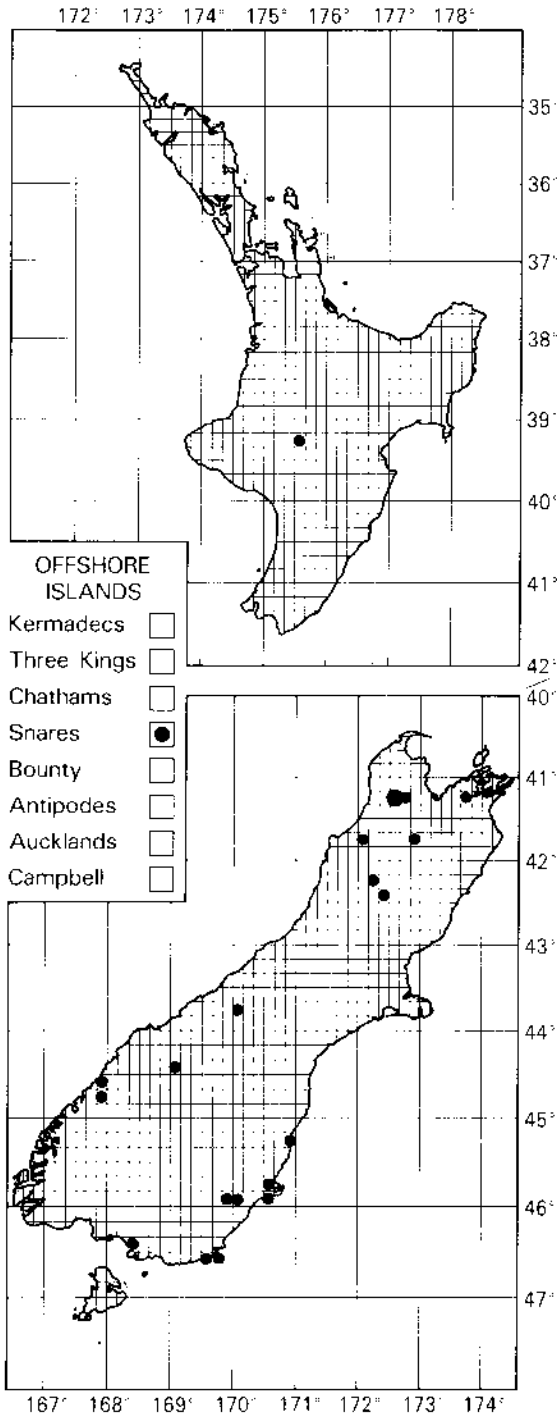 172° 173° 174° 175° 176° 177° 178°
35°
36°
37°
38°
39°
40°
41°
42°
OFFSHORE
ISLANDS
Kermadecs
Three Kings
Chathams
Snares
Bounty
Antipodes
Aucklands
Campbell
40°
41°
42°
43°
44°
45°
46°
47°
167° 168° 169° 170° 171° 172° 173° 174°